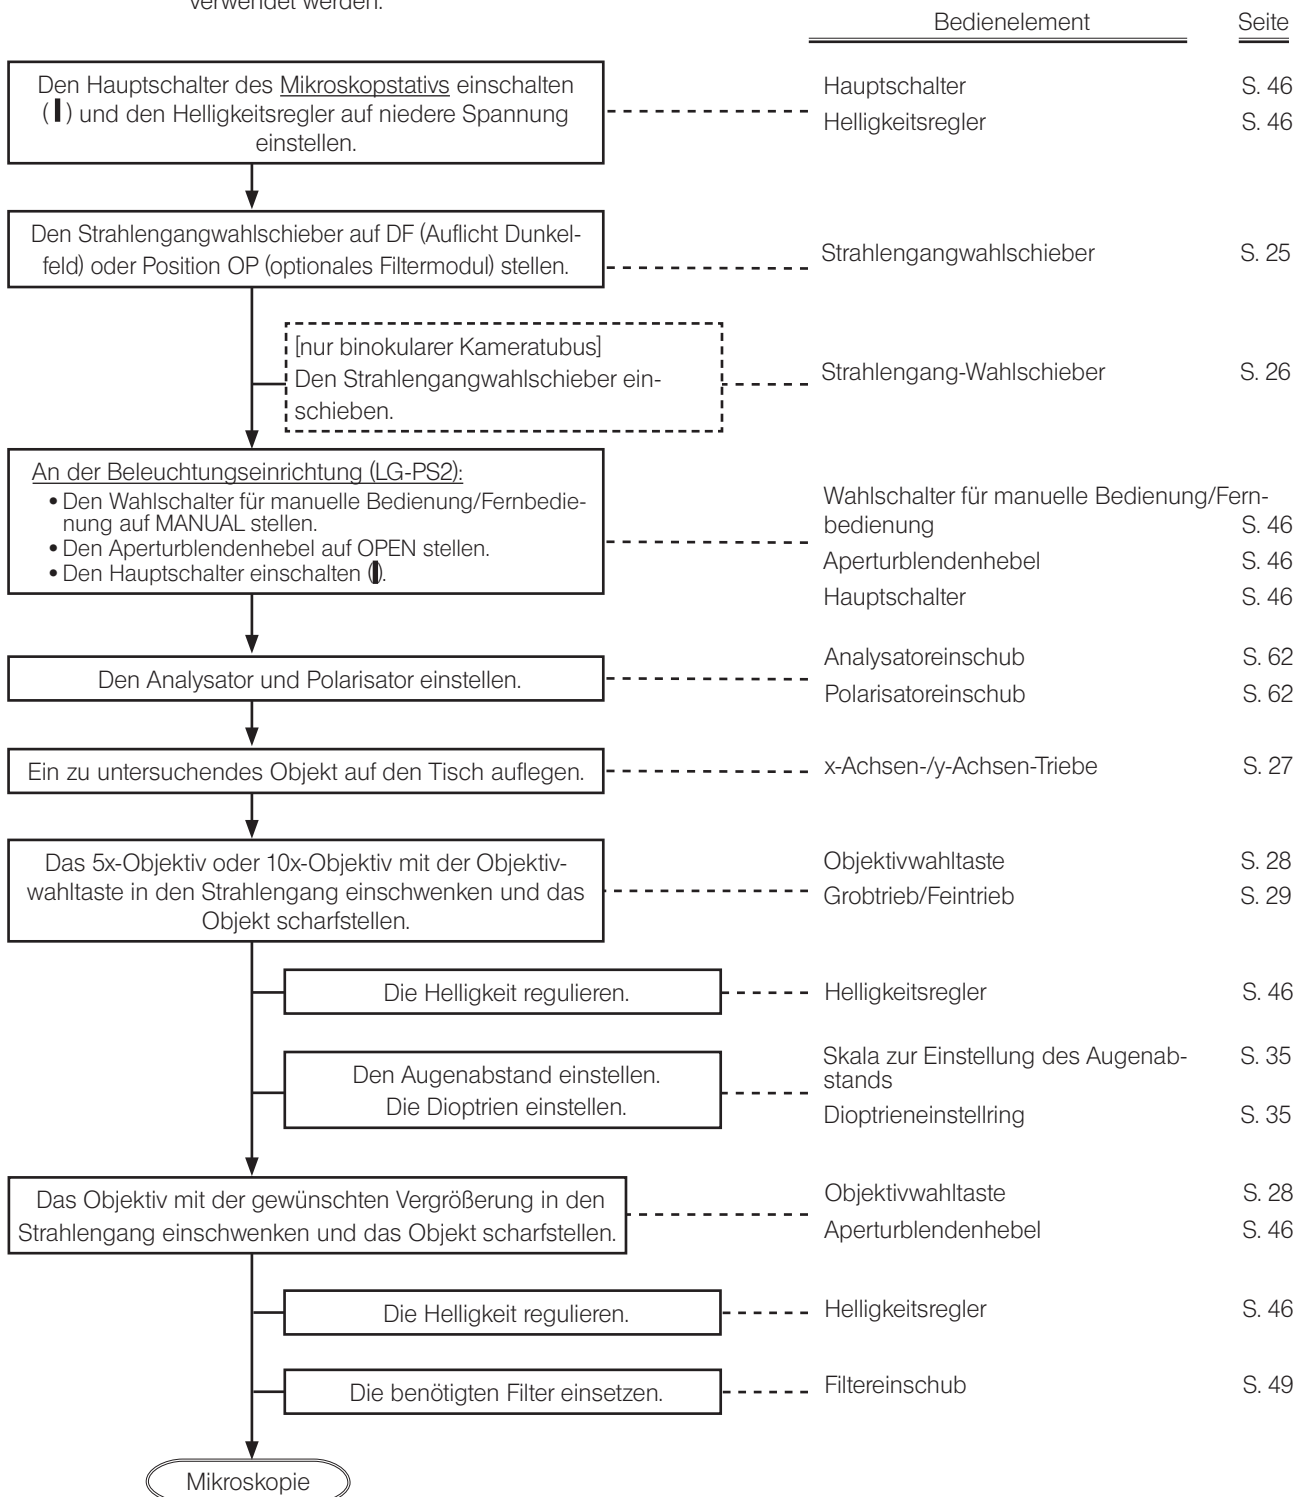 verwendet werden.
Bedienelement Seite
Den Hauptschalter des Mikroskopstativs einschalten
(I) und den Helligkeitsregler auf niedere Spannung
einstellen.
Hauptschalter S. 46
Helligkeitsregler S. 46
Den Strahlengangwahlschieber auf DF (Auflicht Dunkel-
feld) oder Position OP (optionales Filtermodul) stellen.
Strahlengangwahlschieber S. 25
[nur binokularer Kameratubus]
Den Strahlengangwahlschieber ein-
schieben.
Strahlengang-Wahlschieber S. 26
An der Beleuchtungseinrichtung (LG-PS2):
• Den Wahlschalter für manuelle Bedienung/Fernbedie-
nung auf MANUAL stellen.
• Den Aperturblendenhebel auf OPEN stellen.
• Den Hauptschalter einschalten (I).
Wahlschalter für manuelle Bedienung/Fern-
bedienung S. 46
Aperturblendenhebel S. 46
Hauptschalter S. 46
Den Analysator und Polarisator einstellen.
Analysatoreinschub S. 62
Polarisatoreinschub S. 62
Ein zu untersuchendes Objekt auf den Tisch auflegen.
x-Achsen-/y-Achsen-Triebe S. 27
Das 5x-Objektiv oder 10x-Objektiv mit der Objektiv-
wahltaste in den Strahlengang einschwenken und das
Objekt scharfstellen.
Objektivwahltaste S. 28
Grobtrieb/Feintrieb S. 29
Die Helligkeit regulieren.
Helligkeitsregler S. 46
Den Augenabstand einstellen.
Die Dioptrien einstellen.
Skala zur Einstellung des Augenab- S. 35
stands
Dioptrieneinstellring S. 35
Das Objektiv mit der gewünschten Vergrößerung in den
Strahlengang einschwenken und das Objekt scharfstellen.
Objektivwahltaste S. 28
Aperturblendenhebel S. 46
Die Helligkeit regulieren.
Helligkeitsregler S. 46
Die benötigten Filter einsetzen.
Filtereinschub S. 49
Mikroskopie